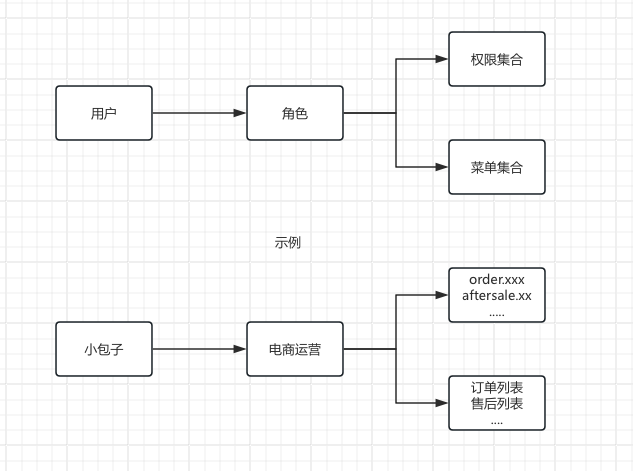 权限集合
用户
角色
菜单集合
示例
order.xxx
aftersale.xx
.....
小包子
电商运营
订单列表
售后列表
....